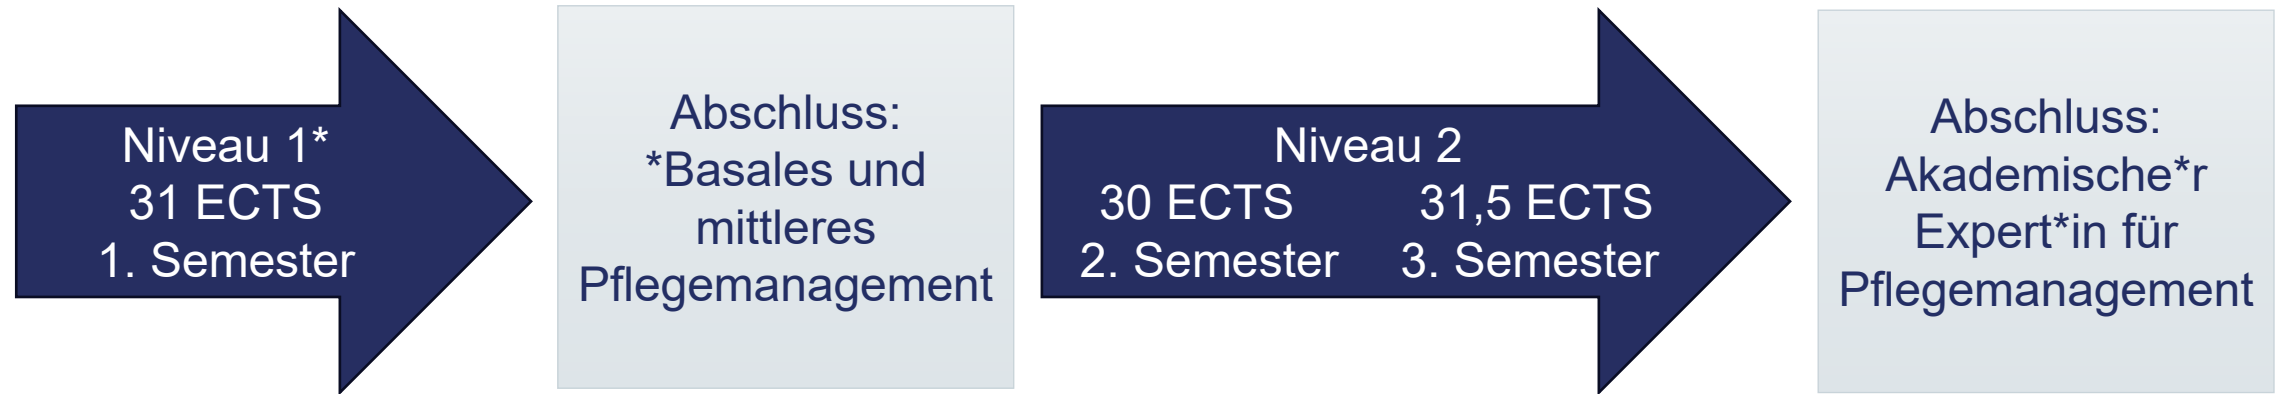 Niveau 1*
31 ECTS
1. Semester
Abschluss:
*Basales und
mittleres
Pflegemanagement
Niveau 2
30 ECTS 31,5 ECTS
2. Semester 3. Semester
Abschluss:
Akademische*r
Expert*in für
Pflegemanagement